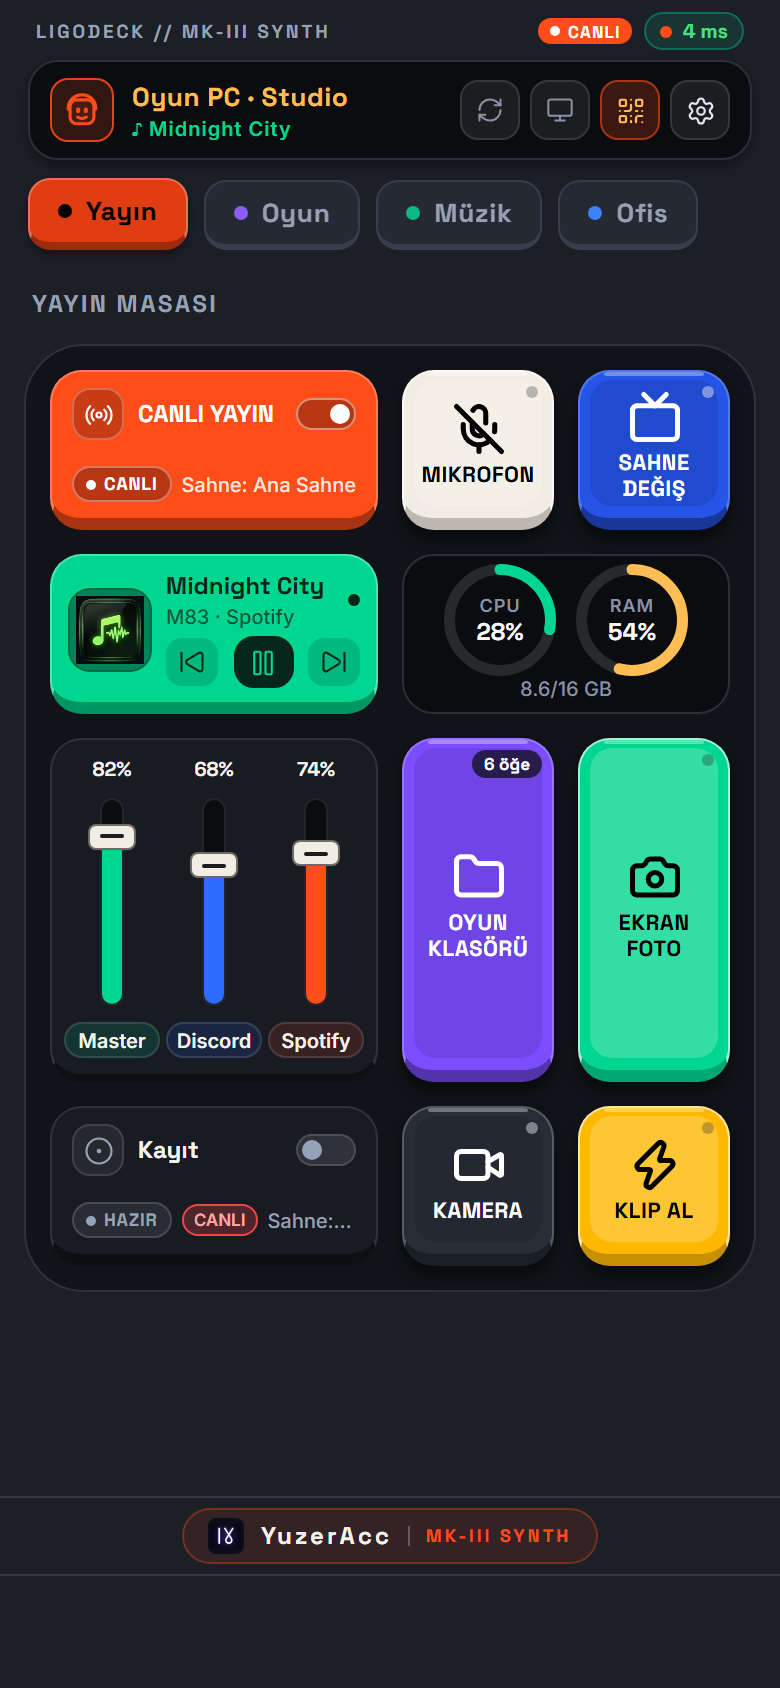 LIGODECK // MK-III SYNTH
CANLI
4 ms
Oyun PC · Studio
♪ Midnight City
Yayın
Oyun
Müzik
Ofis
YAYIN MASASI
CANLI YAYIN
CANLI
Sahne: Ana Sahne
MIKROFON
SAHNE
DEĞIŞ
Midnight City
M83 · Spotify
CPU
28%
RAM
54%
8.6/16 GB
82%
68%
74%
Master
Discord
Spotify
6 öğe
OYUN
KLASÖRÜ
EKRAN
FOTO
Kayıt
HAZIR
CANLI
Sahne:...
KAMERA
KLIP AL
YuzerAcc
MK-III SYNTH